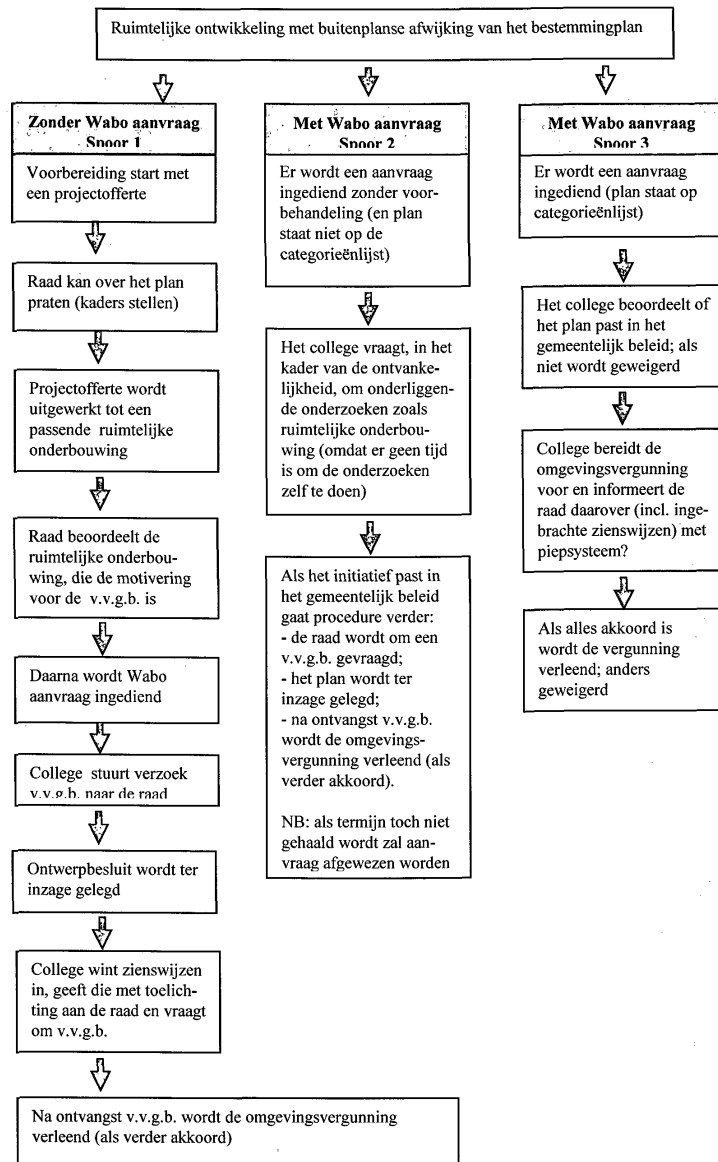 Ruimtelijke ontwikkeling met buitenplanse afwijking van het bestemmingplan
Zonder Wabo aanvraag
Spoor 1
Voorbereiding start met
een projectofferte
Raad kan over het plan
praten (kaders stellen)
Projectofferte wordt
uitgewerkt tot een
passende ruimtelijke
onderbouwing
Raad beoordeelt de
ruimtelijke onderbou-
wing, die de motivering
voor de v.v.g.b. is
Daarna wordt Wabo
aanvraag ingediend
College stuurt verzoek
v.v.g.b. naar de raad
Ontwerpbesluit wordt ter
inzage gelegd
College wint zienswijzen
in, geeft die met toelich-
ting aan de raad en vraagt
om v.v.g.b.
Na ontvangst v.v.g.b. wordt de omgevingsvergunning
verleend (als verder akkoord)
Met Wabo aanvraag
Spoor 2
Er wordt een aanvraag
ingediend zonder voor-
behandeling (en plan
staat niet op de
categorieënlijst)
Het college vraagt, in het
kader van de ontvanke-
lijkheid, om onderliggen-
de onderzoeken zoals
ruimtelijke onderbou-
wing (omdat er geen tijd
is om de onderzoeken
zelf te doen)
Als het initiatief past in
het gemeentelijk beleid
gaat procedure verder:
- de raad wordt om een
v.v.g.b. gevraagd;
- het plan wordt ter
inzage gelegd;
- na ontvangst v.v.g.b.
wordt de omgevings-
vergunning verleend (als
verder akkoord).
NB: als termijn toch niet
gehaald wordt zal aan-
vraag afgewezen worden
Met Wabo aanvraag
Spoor 3
Er wordt een aanvraag
ingediend (plan staat op
categorieënlijst)
Het college beoordeelt of
het plan past in het
gemeentelijk beleid; als
niet wordt geweigerd
College bereidt de
omgevingsvergunning
voor en informeert de
raad daarover (incl. inge-
brachte zienswijzen) met
piepsysteem?
Als alles akkoord is
wordt de vergunning
verleend; anders
geweigerd